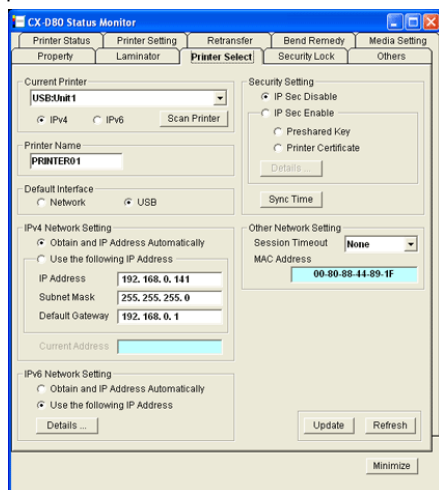 CX-D80 Status Monitor
Printer Status Printer Setting Retransfer Bend Remedy Media Setting
Property Laminator Printer Select Security Lock Others
Current Printer
USB:Unit1
IPv4 IPv6 Scan Printer
Printer Name
PRINTER01
Default Interface
Network USB
IPv4 Network Setting
Obtain and IP Address Automatically
Use the following IP Address
IP Address 192. 168. 0. 141
Subnet Mask 255. 255. 255. 0
Default Gateway 192. 168. 0. 1
Current Address
IPv6 Network Setting
Obtain and IP Address Automatically
Use the following IP Address
Details ...
Security Setting
IP Sec Disable
IP Sec Enable
Preshared Key
Printer Certificate
Details ...
Sync Time
Other Network Setting
Session Timeout None
MAC Address
00-80-88-44-89-1F
Update Refresh
Minimize